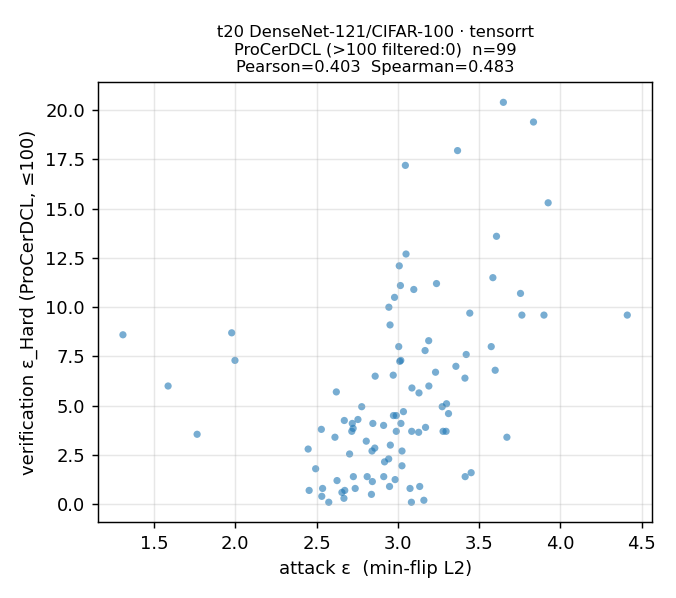 t20 DenseNet-121/CIFAR-100 · tensorrt
ProCerDCL (>100 filtered:0)  n=99
Pearson=0.403  Spearman=0.483
verification ε_Hard (ProCerDCL, ≤100)
20.0
17.5
15.0
12.5
10.0
7.5
5.0
2.5
0.0
1.5 2.0 2.5 3.0 3.5 4.0 4.5
attack ε  (min-flip L2)